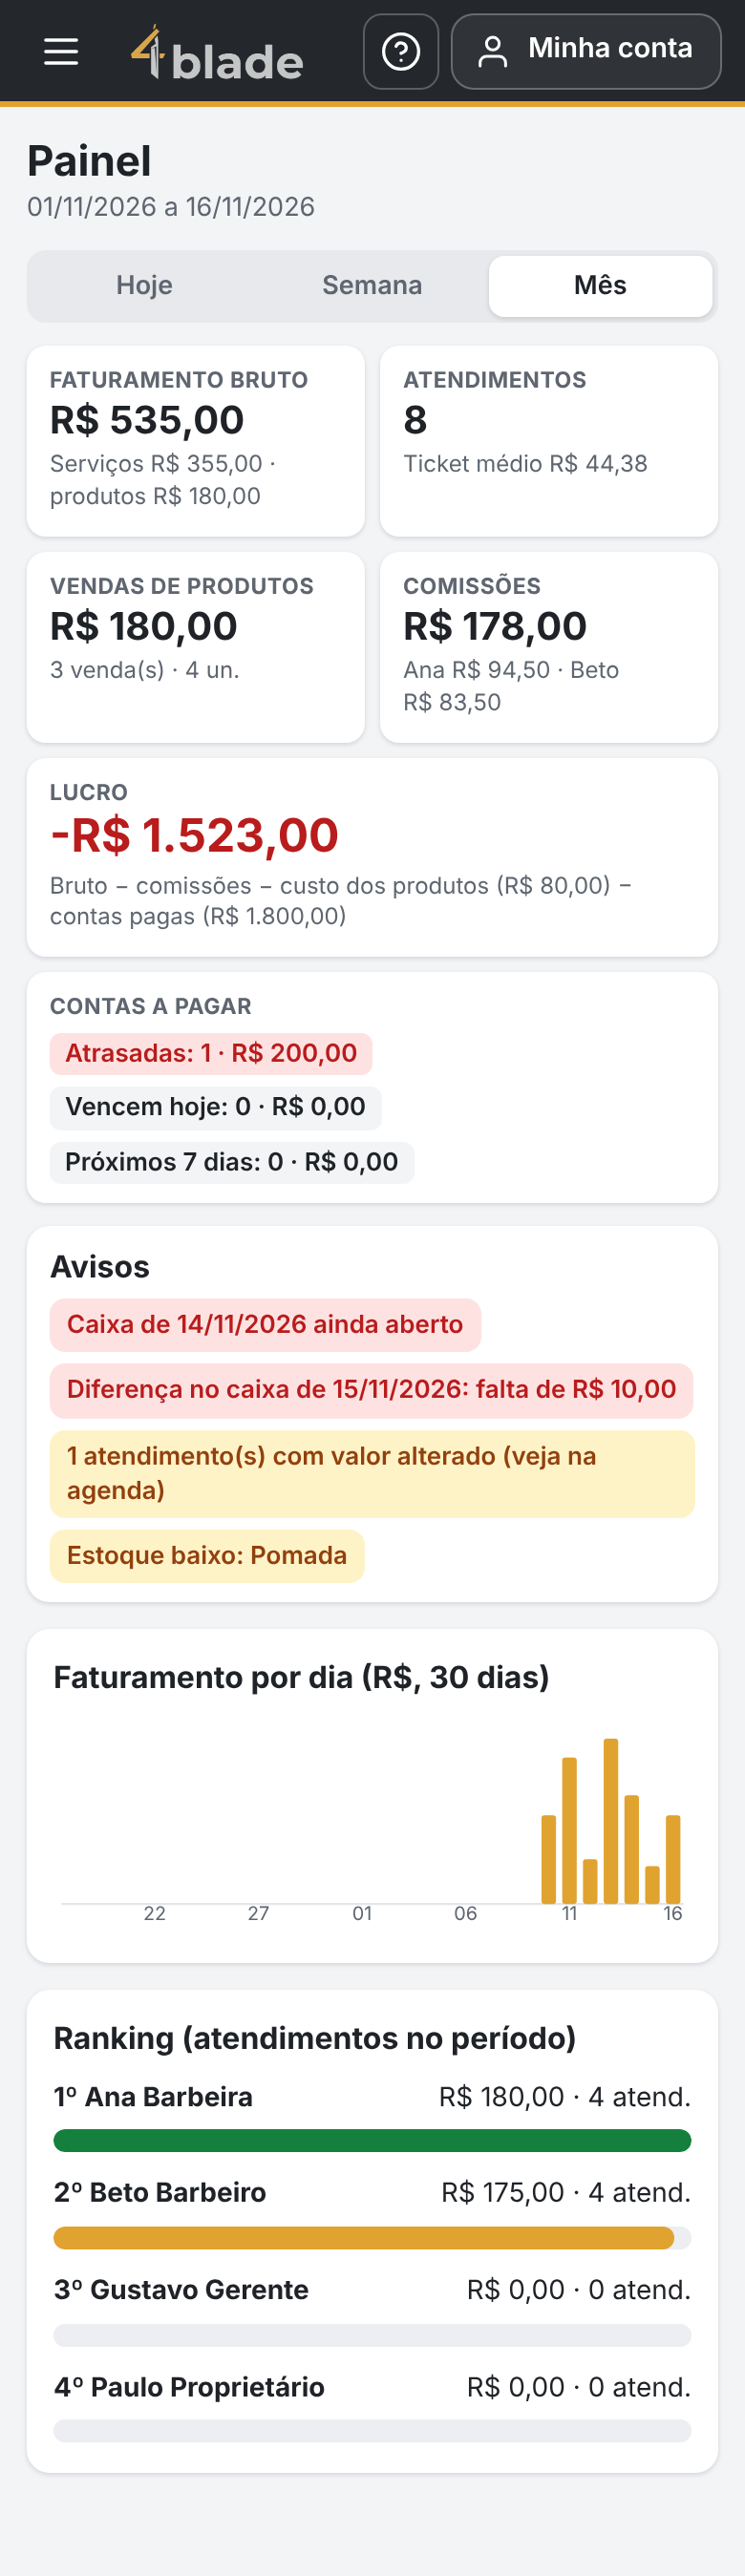 4blade
Minha conta
Painel
01/11/2026 a 16/11/2026
Hoje
Semana
Mês
FATURAMENTO BRUTO
R$ 535,00
Serviços R$ 355,00 ·
produtos R$ 180,00
ATENDIMENTOS
8
Ticket médio R$ 44,38
VENDAS DE PRODUTOS
R$ 180,00
3 venda(s) · 4 un.
COMISSÕES
R$ 178,00
Ana R$ 94,50 · Beto
R$ 83,50
LUCRO
-R$ 1.523,00
Bruto − comissões − custo dos produtos (R$ 80,00) −
contas pagas (R$ 1.800,00)
CONTAS A PAGAR
Atrasadas: 1 · R$ 200,00
Vencem hoje: 0 · R$ 0,00
Próximos 7 dias: 0 · R$ 0,00
Avisos
Caixa de 14/11/2026 ainda aberto
Diferença no caixa de 15/11/2026: falta de R$ 10,00
1 atendimento(s) com valor alterado (veja na
agenda)
Estoque baixo: Pomada
Faturamento por dia (R$, 30 dias)
22 27 01 06 11 16
Ranking (atendimentos no período)
1º Ana Barbeira R$ 180,00 · 4 atend.
2º Beto Barbeiro R$ 175,00 · 4 atend.
3º Gustavo Gerente R$ 0,00 · 0 atend.
4º Paulo Proprietário R$ 0,00 · 0 atend.